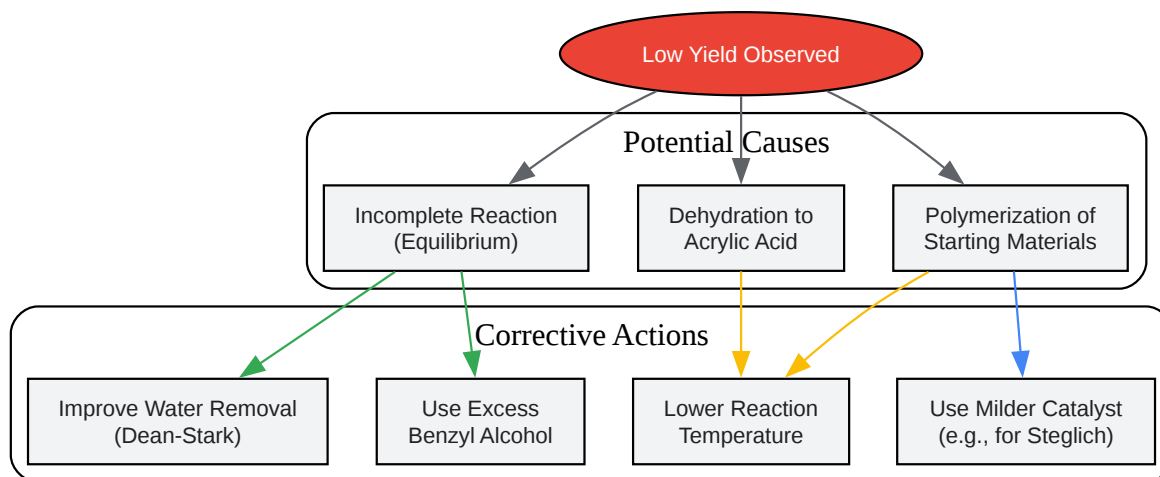 Low Yield Observed
Potential Causes
Incomplete Reaction
(Equilibrium)
Dehydration to
Acrylic Acid
Polymerization of
Starting Materials
Corrective Actions
Improve Water Removal
(Dean-Stark)
Use Excess
Benzyl Alcohol
Lower Reaction
Temperature
Use Milder Catalyst
(e.g., for Steglich)